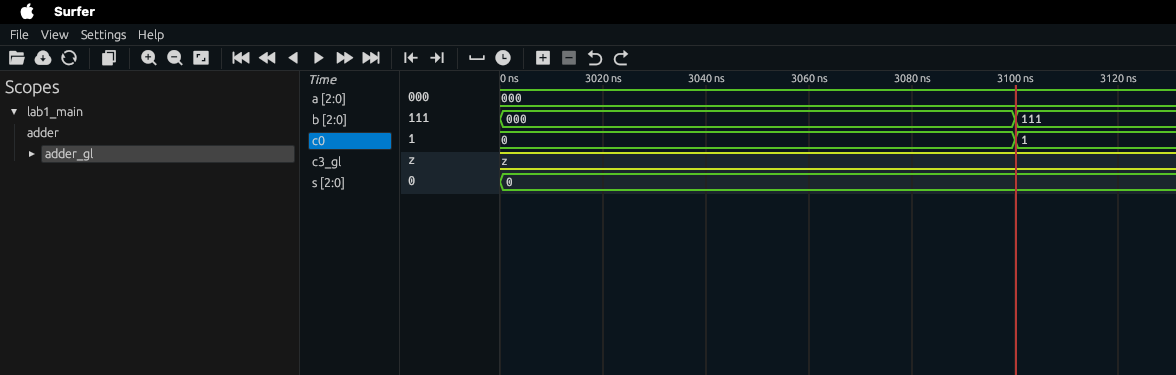 Surfer
File View Settings Help
Scopes
lab1_main
adder
adder_gl
Time
a [2:0]
b [2:0]
c0
c3_gl
s [2:0]
000
111
1
z
0
0 ns 3020 ns 3040 ns 3060 ns 3080 ns 3100 ns 3120 ns
000
000 111
0 1
z
0